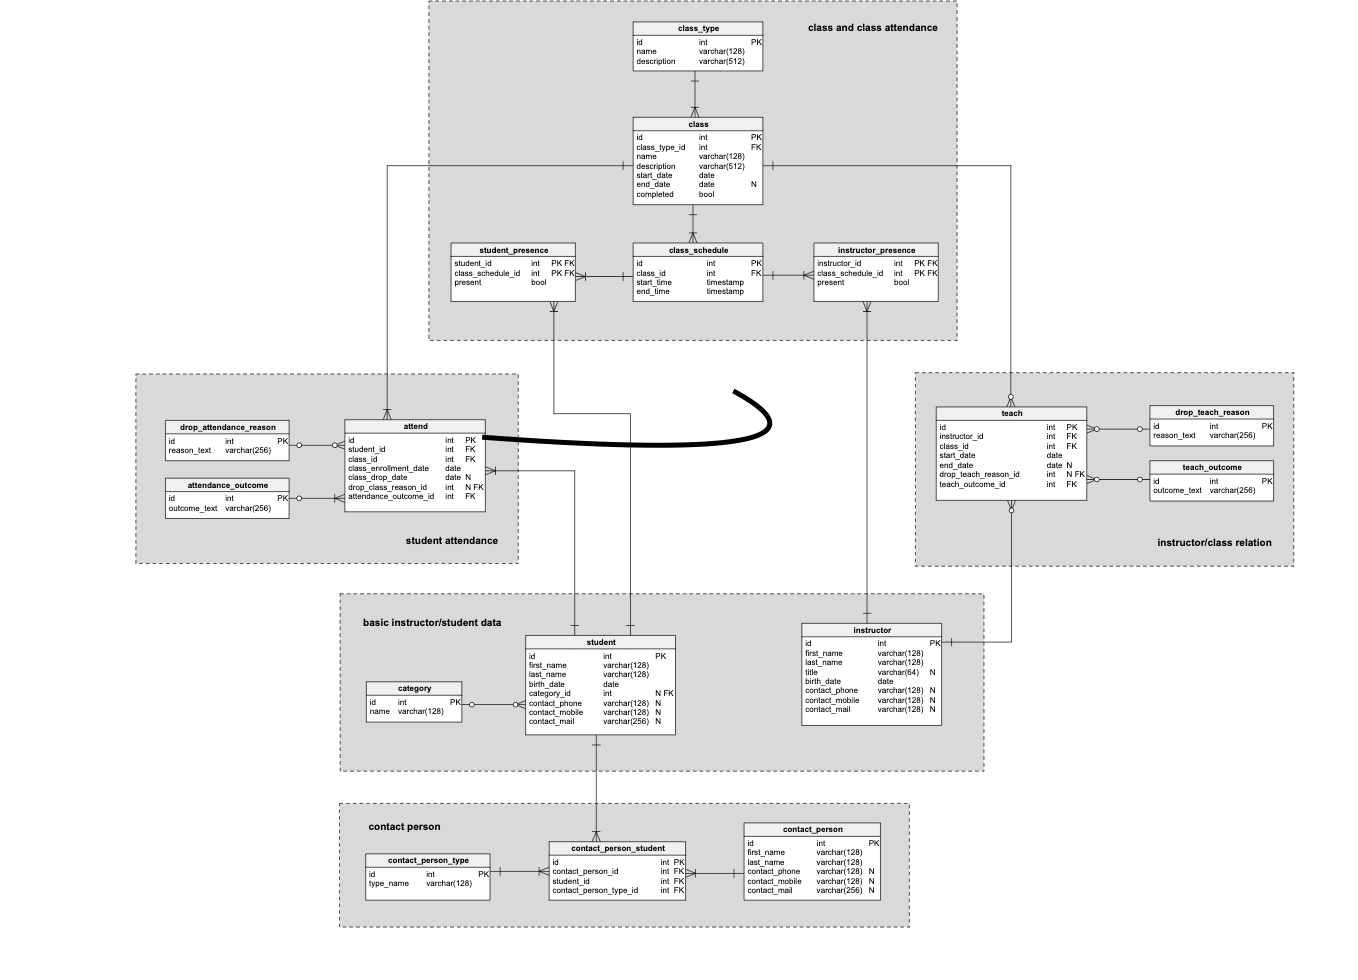 class and class attendance
class_type
id int PK
name varchar(128)
description varchar(512)
class
id int PK
class_type_id int FK
name varchar(128)
description varchar(512)
start_date date
end_date date N
completed bool
student_presence
student_id int PK FK
class_schedule_id int PK FK
present bool
class_schedule
id int PK
class_id int FK
start_time timestamp
end_time timestamp
instructor_presence
instructor_id int PK FK
class_schedule_id int PK FK
present bool
drop_attendance_reason
id int PK
reason_text varchar(256)
attendance_outcome
id int PK
outcome_text varchar(256)
attend
id int PK
student_id int FK
class_id int FK
class_enrollment_date date
class_drop_date date N
drop_class_reason_id int N FK
attendance_outcome_id int FK
student attendance
teach
id int PK
instructor_id int FK
class_id int FK
start_date date
end_date date N
drop_teach_reason_id int N FK
teach_outcome_id int FK
drop_teach_reason
id int PK
reason_text varchar(256)
teach_outcome
id int PK
outcome_text varchar(256)
instructor/class relation
basic instructor/student data
category
id int PK
name varchar(128)
student
id int PK
first_name varchar(128)
last_name varchar(128)
birth_date date
category_id int N FK
contact_phone varchar(128) N
contact_mobile varchar(128) N
contact_mail varchar(256) N
instructor
id int PK
first_name varchar(128)
last_name varchar(128)
title varchar(64) N
birth_date date
contact_phone varchar(128) N
contact_mobile varchar(128) N
contact_mail varchar(128) N
contact person
contact_person_type
id int PK
type_name varchar(128)
contact_person_student
id int PK
contact_person_id int FK
student_id int FK
contact_person_type_id int FK
contact_person
id int PK
first_name varchar(128)
last_name varchar(128)
contact_phone varchar(128) N
contact_mobile varchar(128) N
contact_mail varchar(256) N